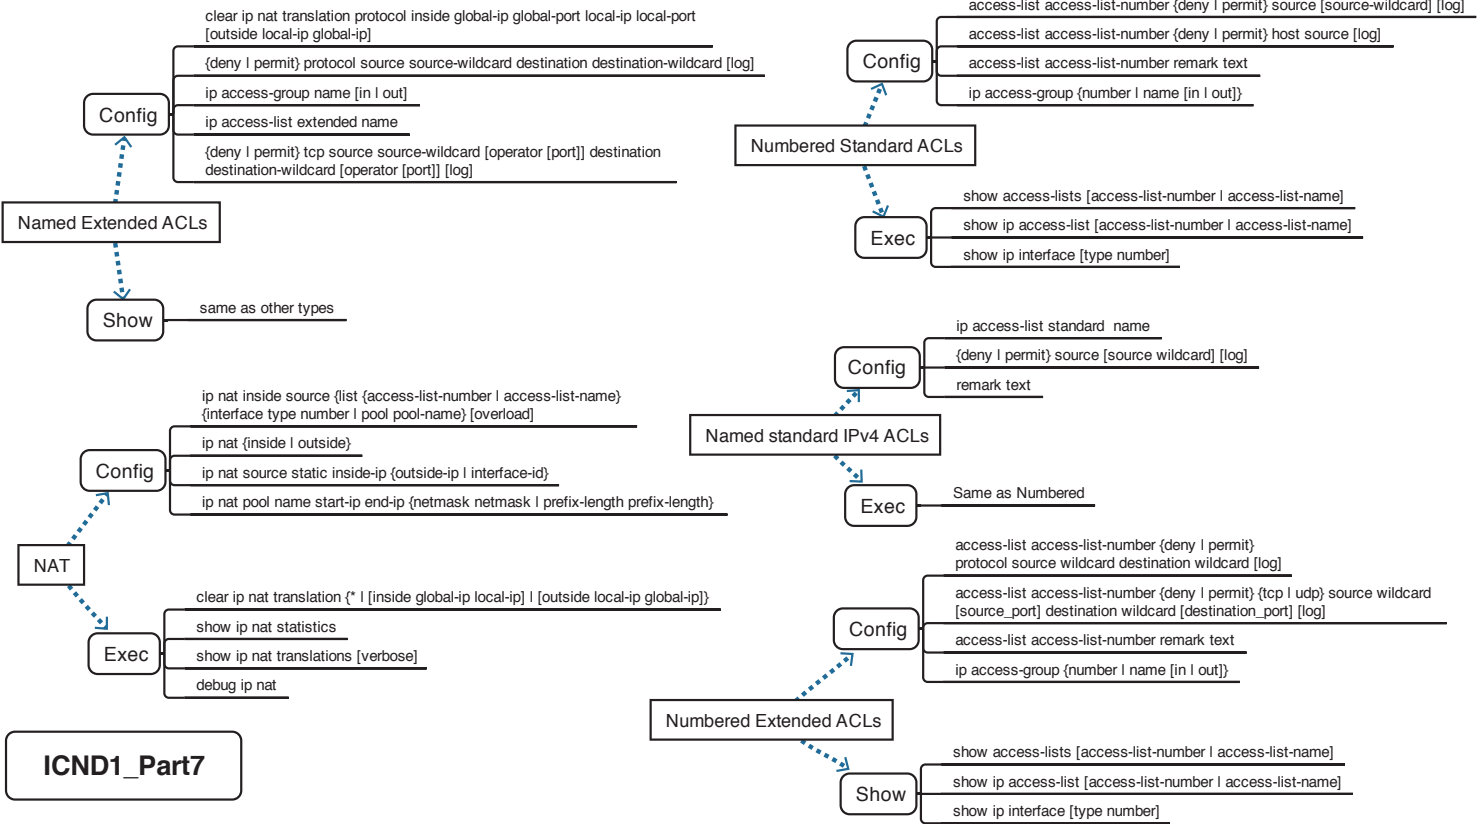 clear ip nat translation protocol inside global-ip global-port local-ip local-port
[outside local-ip global-ip]
{deny | permit} protocol source source-wildcard destination destination-wildcard [log]
Config
ip access-group name [in | out]
ip access-list extended name
{deny | permit} tcp source source-wildcard [operator [port]] destination
destination-wildcard [operator [port]] [log]
Named Extended ACLs
Show
same as other types
ip nat inside source {list {access-list-number | access-list-name}
{interface type number | pool pool-name} [overload]
ip nat {inside | outside}
Config
ip nat source static inside-ip {outside-ip | interface-id}
ip nat pool name start-ip end-ip {netmask netmask | prefix-length prefix-length}
NAT
clear ip nat translation {* | [inside global-ip local-ip] | [outside local-ip global-ip]}
show ip nat statistics
Exec
show ip nat translations [verbose]
debug ip nat
ICND1_Part7
access-list access-list-number {deny | permit} source [source-wildcard] [log]
access-list access-list-number {deny | permit} host source [log]
Config
access-list access-list-number remark text
ip access-group {number | name [in | out]}
Numbered Standard ACLs
show access-lists [access-list-number | access-list-name]
show ip access-list [access-list-number | access-list-name]
Exec
show ip interface [type number]
ip access-list standard name
{deny | permit} source [source wildcard] [log]
Config
remark text
Named standard IPv4 ACLs
Same as Numbered
Exec
access-list access-list-number {deny | permit}
protocol source wildcard destination wildcard [log]
access-list access-list-number {deny | permit} {tcp | udp} source wildcard
[source_port] destination wildcard [destination_port] [log]
Config
access-list access-list-number remark text
ip access-group {number | name [in | out]}
Numbered Extended ACLs
show access-lists [access-list-number | access-list-name]
show ip access-list [access-list-number | access-list-name]
Show
show ip interface [type number]